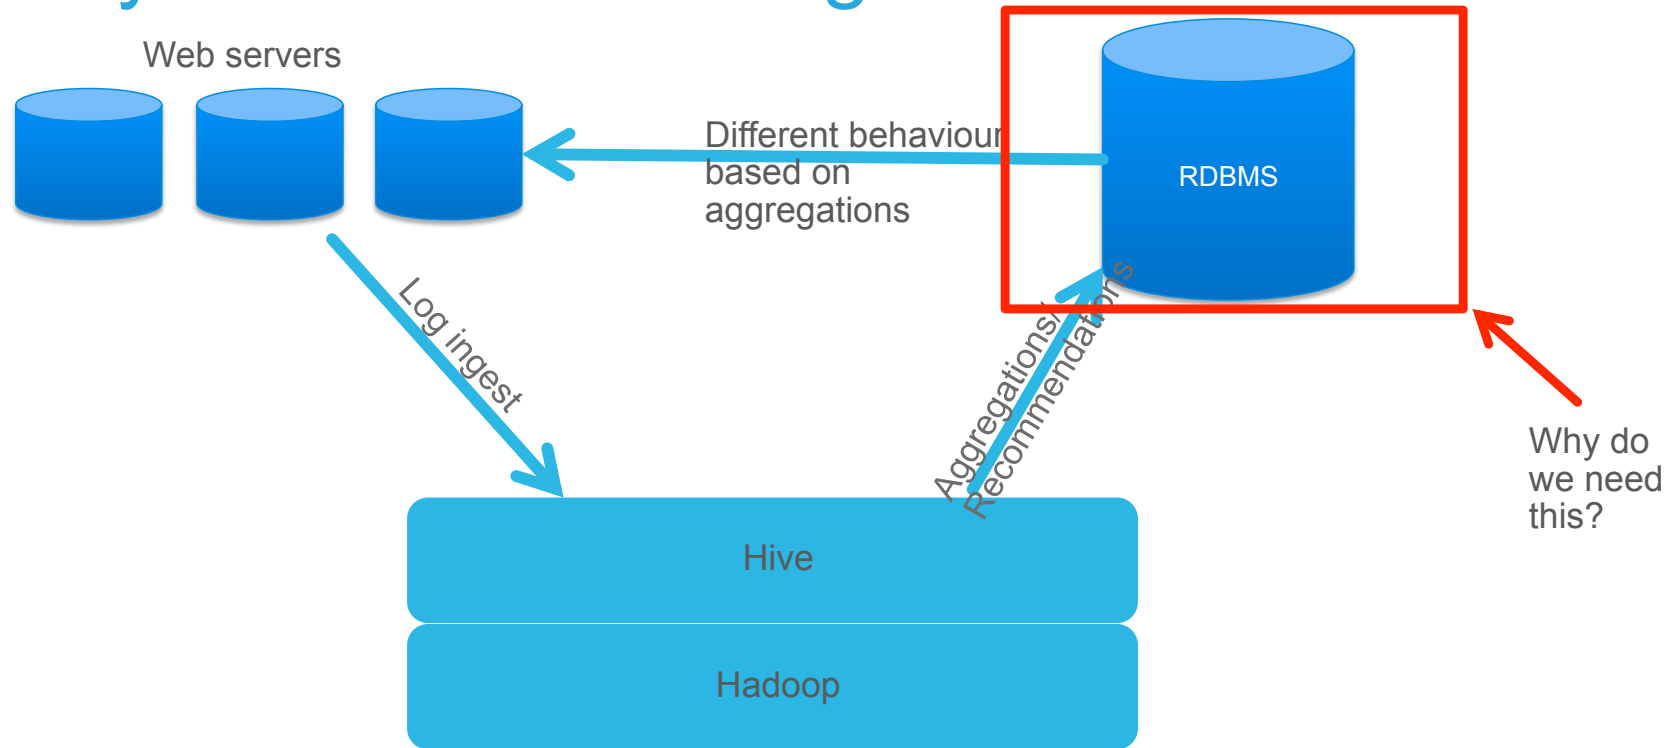 Web servers
Different behaviour
based on
aggregations
RDBMS
Log ingest
Aggregations/
Recommendations
Why do
we need
this?
Hive
Hadoop